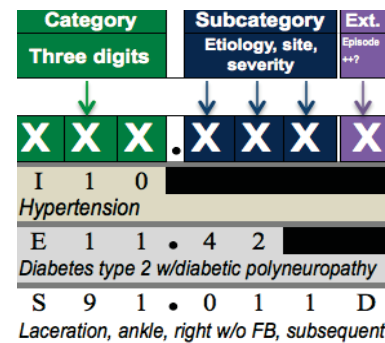 Category Subcategory Ext.
Three digits Etiology, site, severity Episode ++?
X X X . X X X X
I 1 0
Hypertension
E 1 1 . 4 2
Diabetes type 2 w/diabetic polyneuropathy
S 9 1 . 0 1 1 D
Laceration, ankle, right w/o FB, subsequent